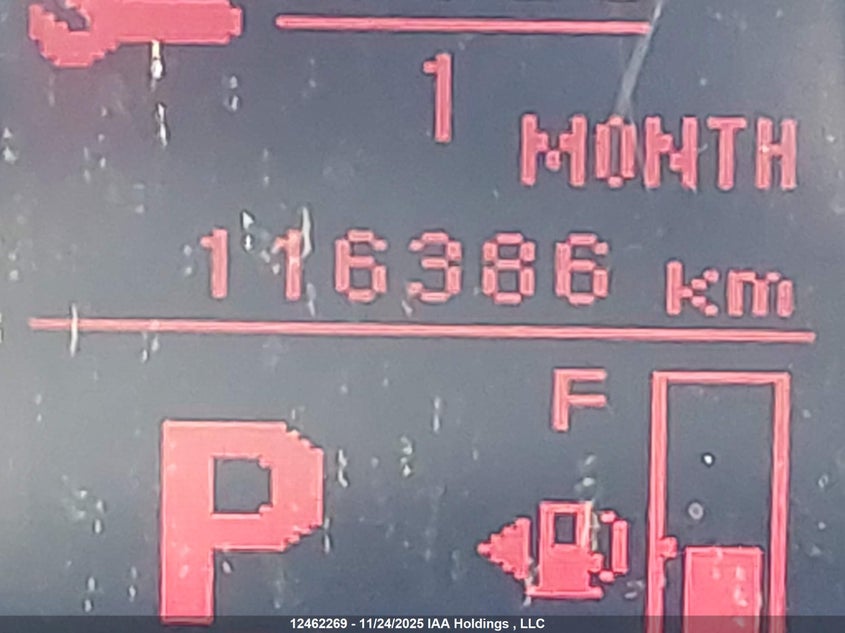 1
MONTH
116386 km
F
P
12462269 - 11/24/2025 IAA Holdings , LLC